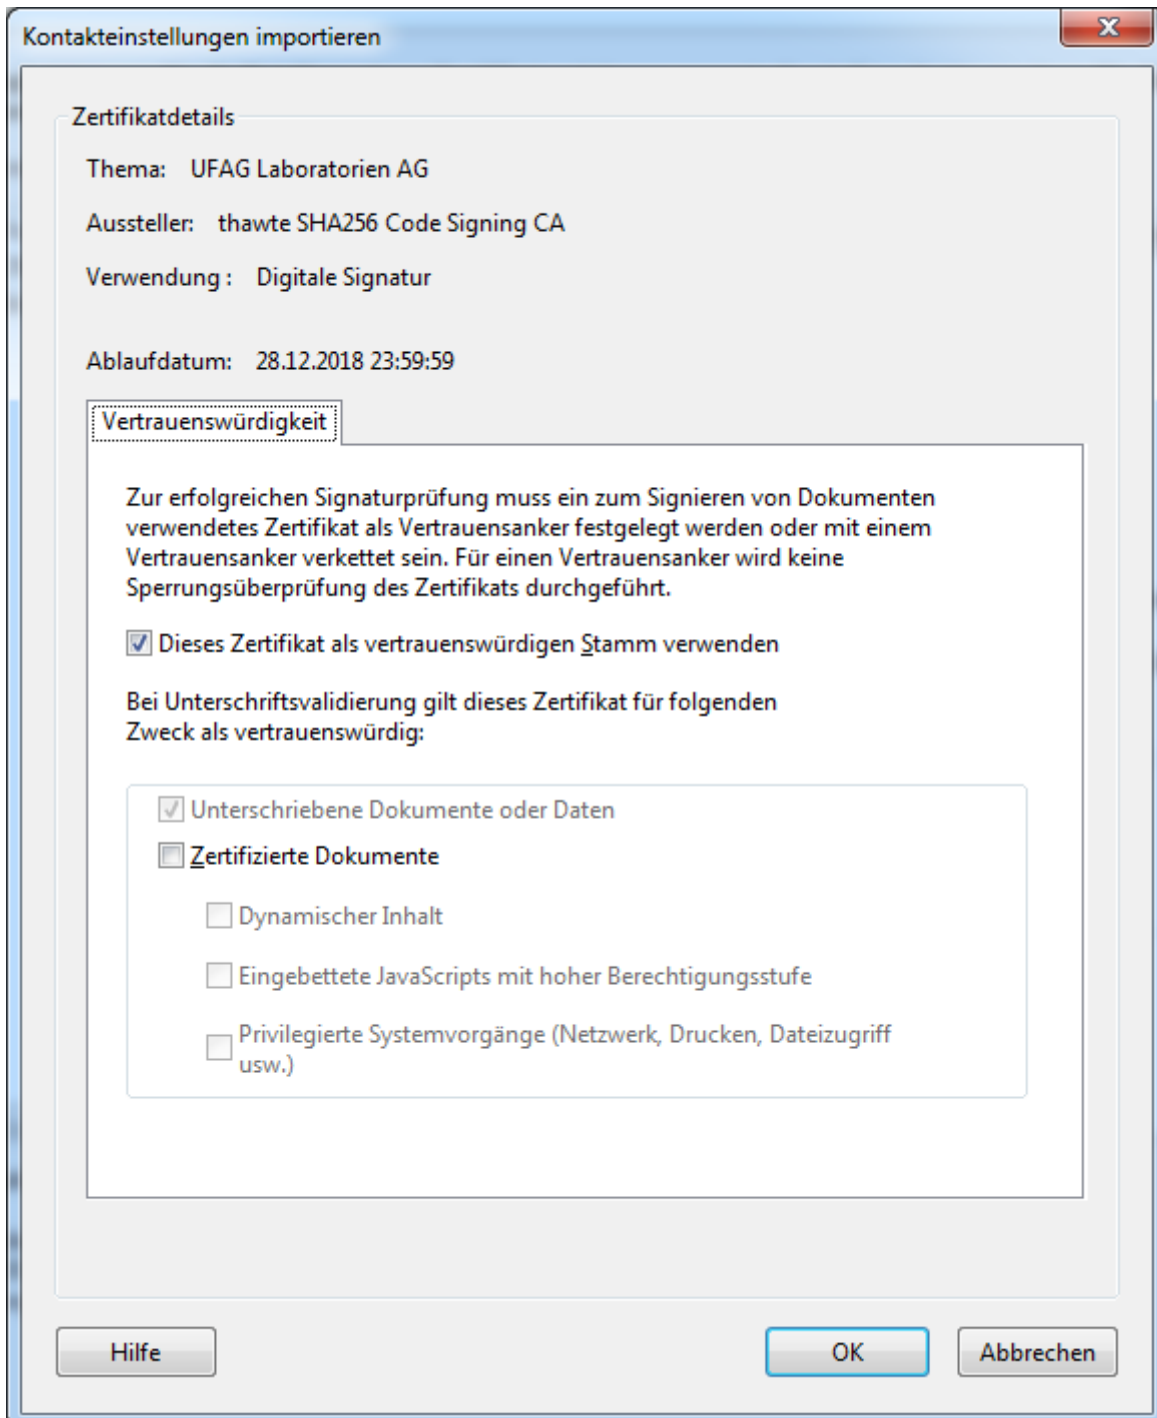 Kontakteinstellungen importieren
X
Zertifikatdetails
Thema: UFAG Laboratorien AG
Aussteller: thawte SHA256 Code Signing CA
Verwendung : Digitale Signatur
Ablaufdatum: 28.12.2018 23:59:59
Vertrauenswürdigkeit
Zur erfolgreichen Signaturprüfung muss ein zum Signieren von Dokumenten
verwendetes Zertifikat als Vertrauensanker festgelegt werden oder mit einem
Vertrauensanker verkettet sein. Für einen Vertrauensanker wird keine
Sperrungsüberprüfung des Zertifikats durchgeführt.
Dieses Zertifikat als vertrauenswürdigen Stamm verwenden
Bei Unterschriftsvalidierung gilt dieses Zertifikat für folgenden
Zweck als vertrauenswürdig:
Unterschriebene Dokumente oder Daten
Zertifizierte Dokumente
Dynamischer Inhalt
Eingebettete JavaScripts mit hoher Berechtigungsstufe
Privilegierte Systemvorgänge (Netzwerk, Drucken, Dateizugriff
usw.)
Hilfe
OK
Abbrechen